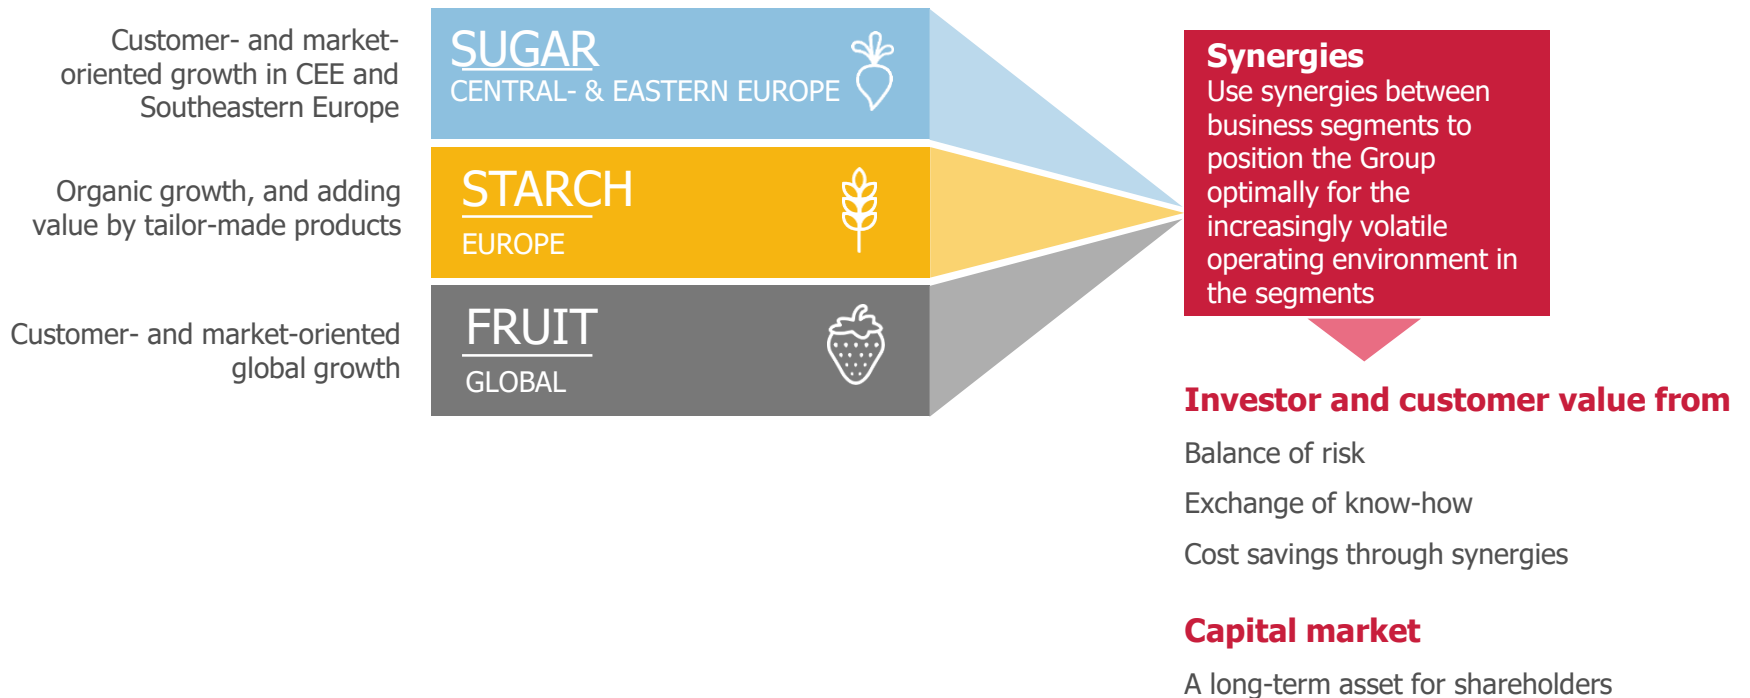 Customer- and market-
oriented growth in CEE and
Southeastern Europe
SUGAR
CENTRAL- & EASTERN EUROPE
Organic growth, and adding
value by tailor-made products
STARCH
EUROPE
Customer- and market-oriented
global growth
FRUIT
GLOBAL
Synergies
Use synergies between
business segments to
position the Group
optimally for the
increasingly volatile
operating environment in
the segments
Investor and customer value from
Balance of risk
Exchange of know-how
Cost savings through synergies
Capital market
A long-term asset for shareholders